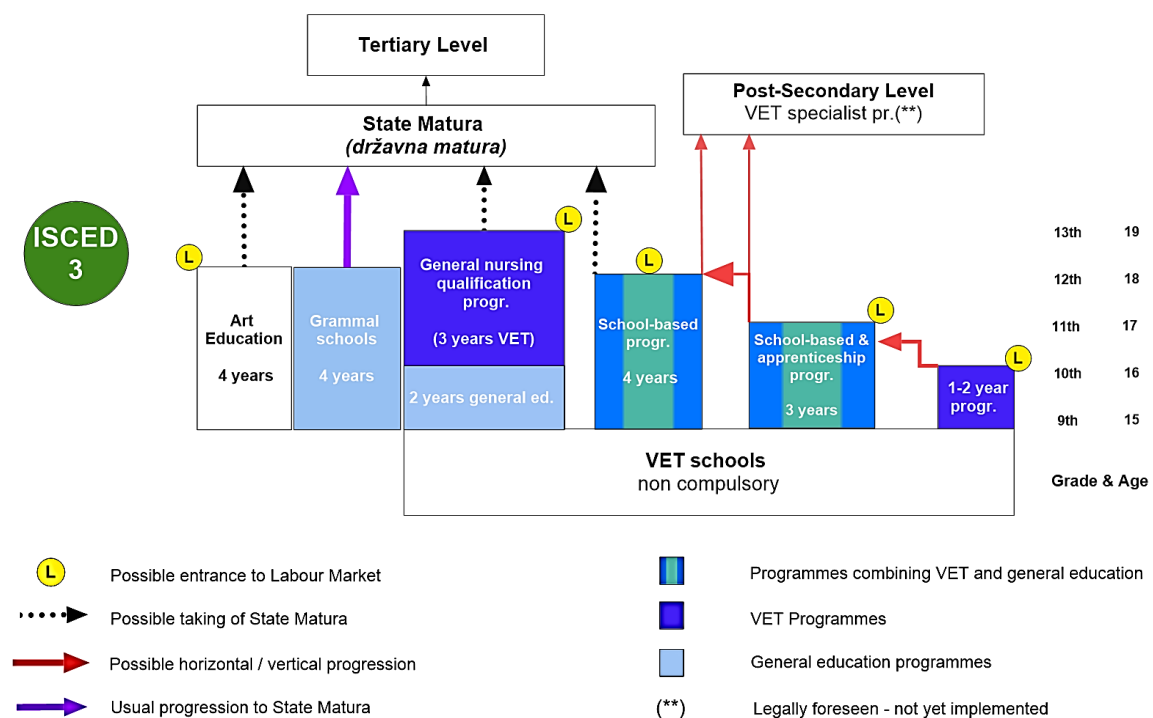 Tertiary Level
State Matura
(državna matura)
Post-Secondary Level
VET specialist pr.(**)
ISCED
3
L
Art
Education
4 years
Grammal
schools
4 years
L
General nursing
qualification
progr.
(3 years VET)
2 years general ed.
L
School-based
progr.
4 years
L
School-based &
apprenticeship
progr.
3 years
L
1-2 year
progr.
13th 19
12th 18
11th 17
10th 16
9th 15
Grade & Age
VET schools
non compulsory
L Possible entrance to Labour Market
Possible taking of State Matura
Possible horizontal / vertical progression
Usual progression to State Matura
Programmes combining VET and general education
VET Programmes
General education programmes
(**) Legally foreseen - not yet implemented